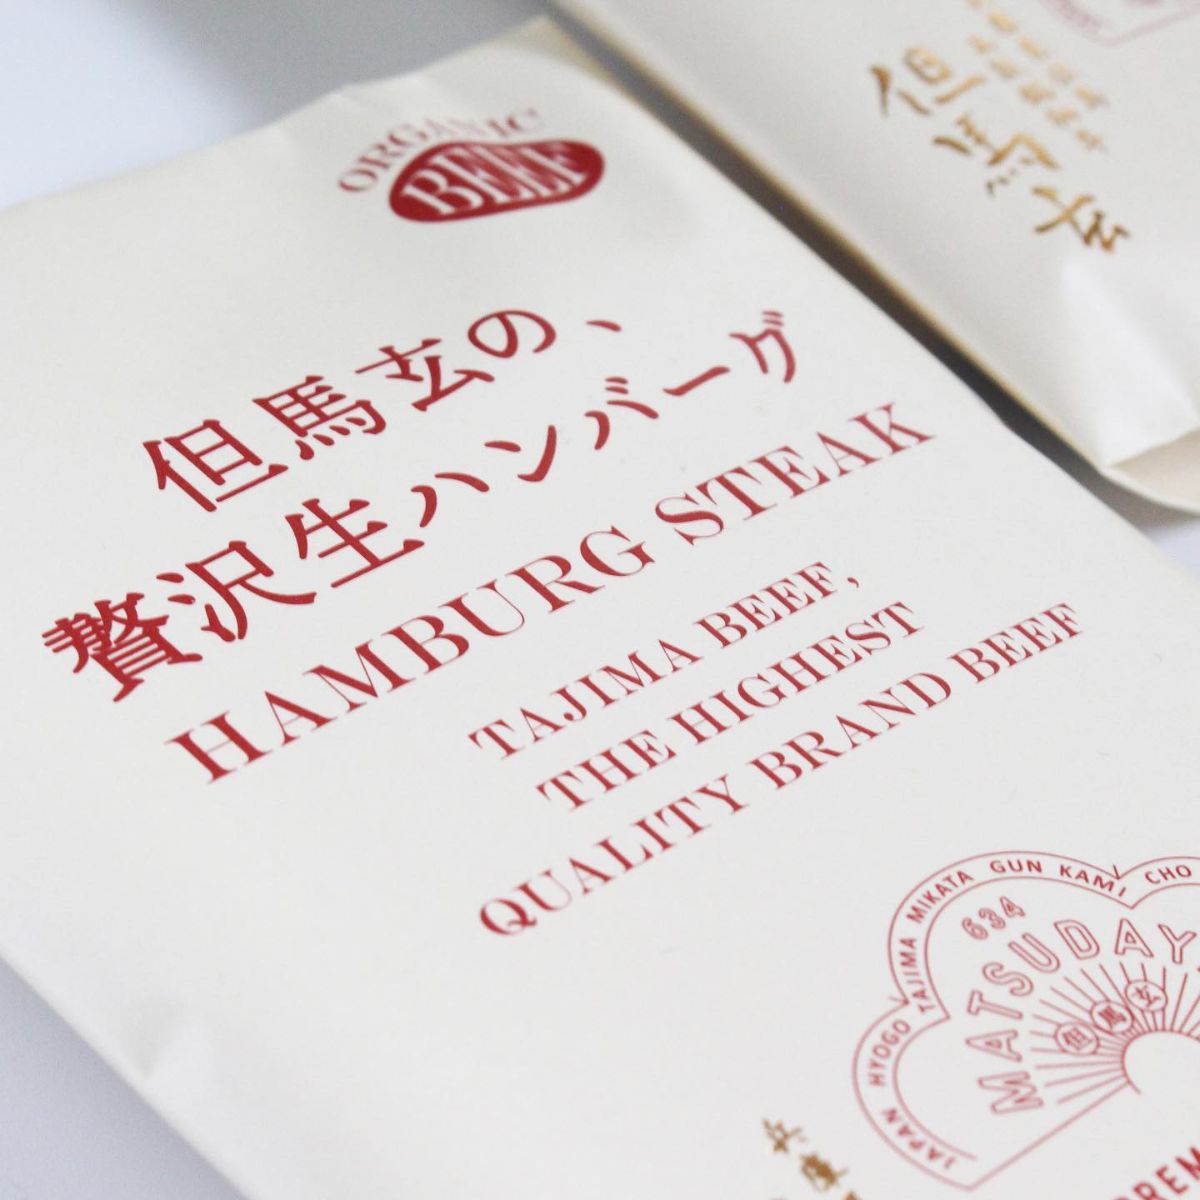 ORGANIC
BEEF
但馬玄の、
贅沢生ハンバーグ
HAMBURG STEAK
TAJIMA BEEF,
THE HIGHEST
QUALITY BRAND BEEF
JAPAN HYOGO TAJIMA MIKATA GUN KAMI CHO
634
MATSUDAY
但馬玄
但馬玄